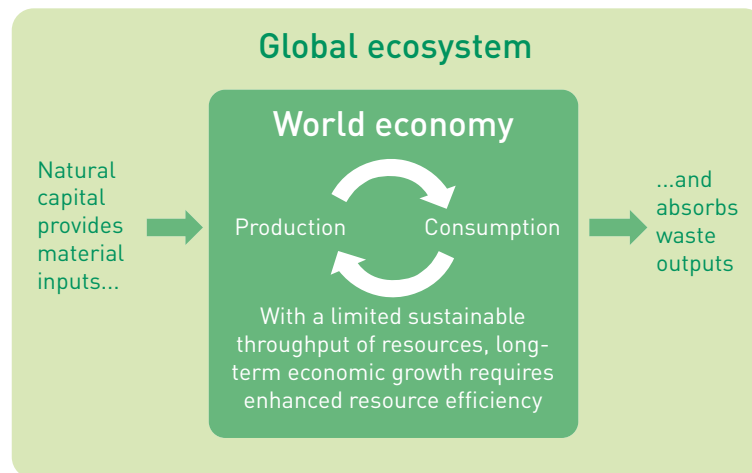 Global ecosystem
World economy
Natural
capital
provides
material
inputs...
Production
Consumption
...and
absorbs
waste
outputs
With a limited sustainable
throughput of resources, long-
term economic growth requires
enhanced resource efficiency